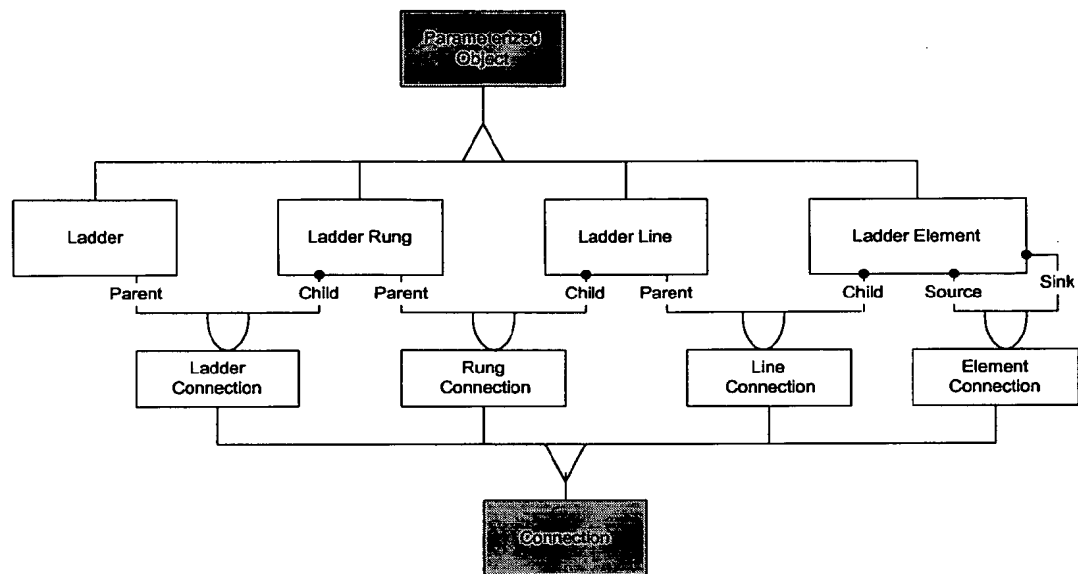 Parameterized
Object
Ladder
Ladder Rung
Ladder Line
Ladder Element
Parent
Child
Parent
Child
Parent
Child
Source
Sink
Ladder
Connection
Rung
Connection
Line
Connection
Element
Connection
Connection